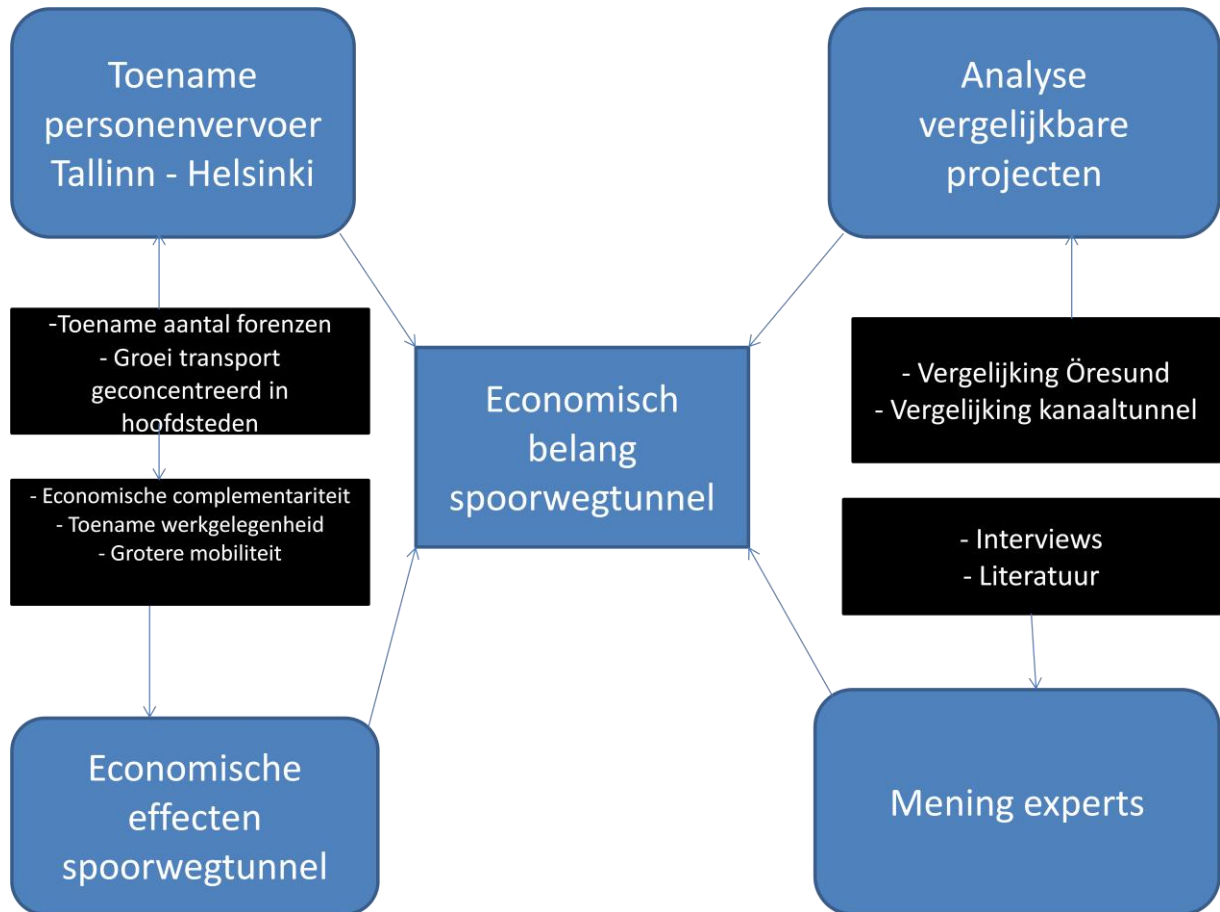 Toename
personenvervoer
Tallinn - Helsinki
Analyse
vergelijkbare
projecten
-Toename aantal forenzen
- Groei transport
geconcentreerd in
hoofdsteden
- Vergelijking Öresund
- Vergelijking kanaaltunnel
Economisch
belang
spoorwegtunnel
- Economische complementariteit
- Toename werkgelegenheid
- Grotere mobiliteit
- Interviews
- Literatuur
Economische
effecten
spoorwegtunnel
Mening experts